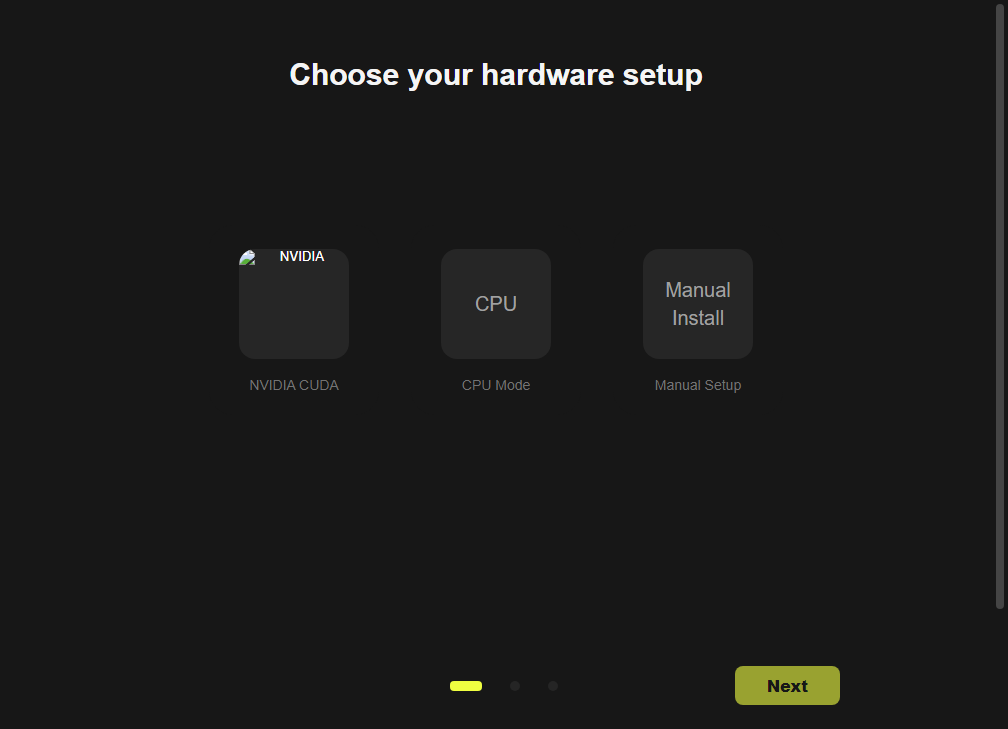 Choose your hardware setup
NVIDIA
CPU
Manual
Install
NVIDIA CUDA
CPU Mode
Manual Setup
Next